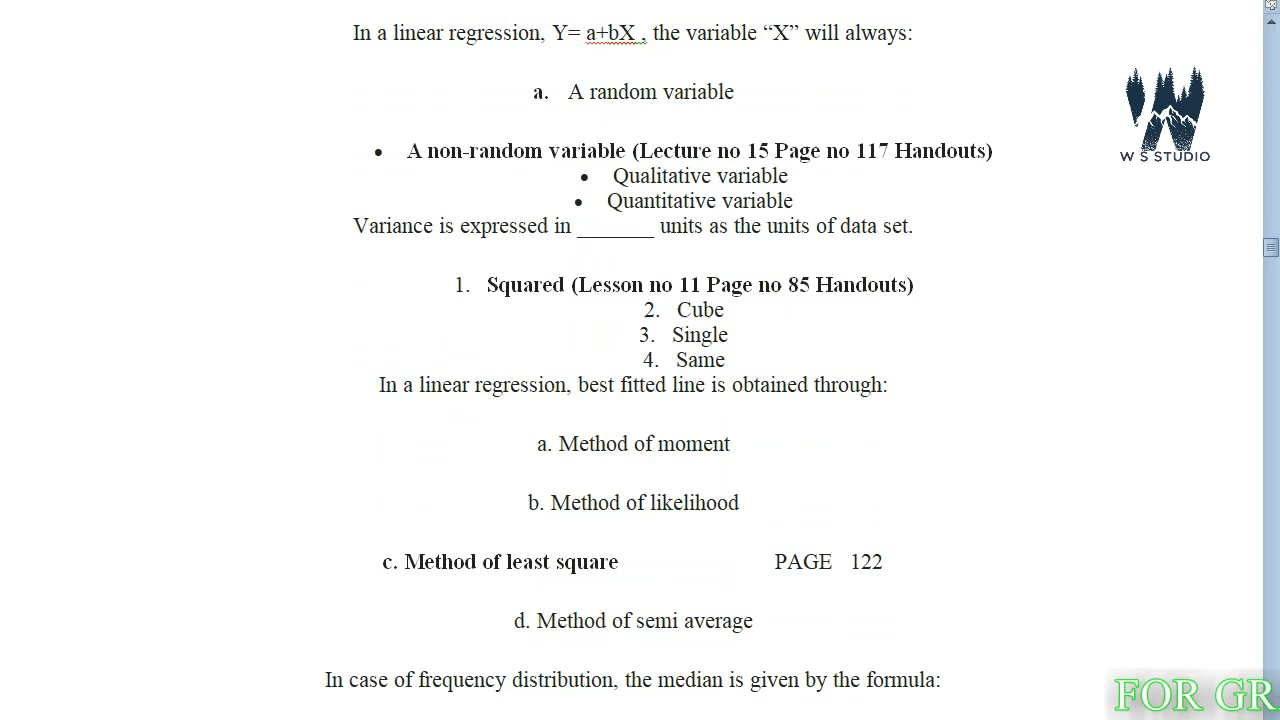 In a linear regression, Y= a+bX , the variable “X” will always:
a. A random variable
• A non-random variable (Lecture no 15 Page no 117 Handouts)
• Qualitative variable
• Quantitative variable
Variance is expressed in _______ units as the units of data set.
1. Squared (Lesson no 11 Page no 85 Handouts)
2. Cube
3. Single
4. Same
In a linear regression, best fitted line is obtained through:
a. Method of moment
b. Method of likelihood
c. Method of least square PAGE 122
d. Method of semi average
In case of frequency distribution, the median is given by the formula:
W S STUDIO
FOR GR